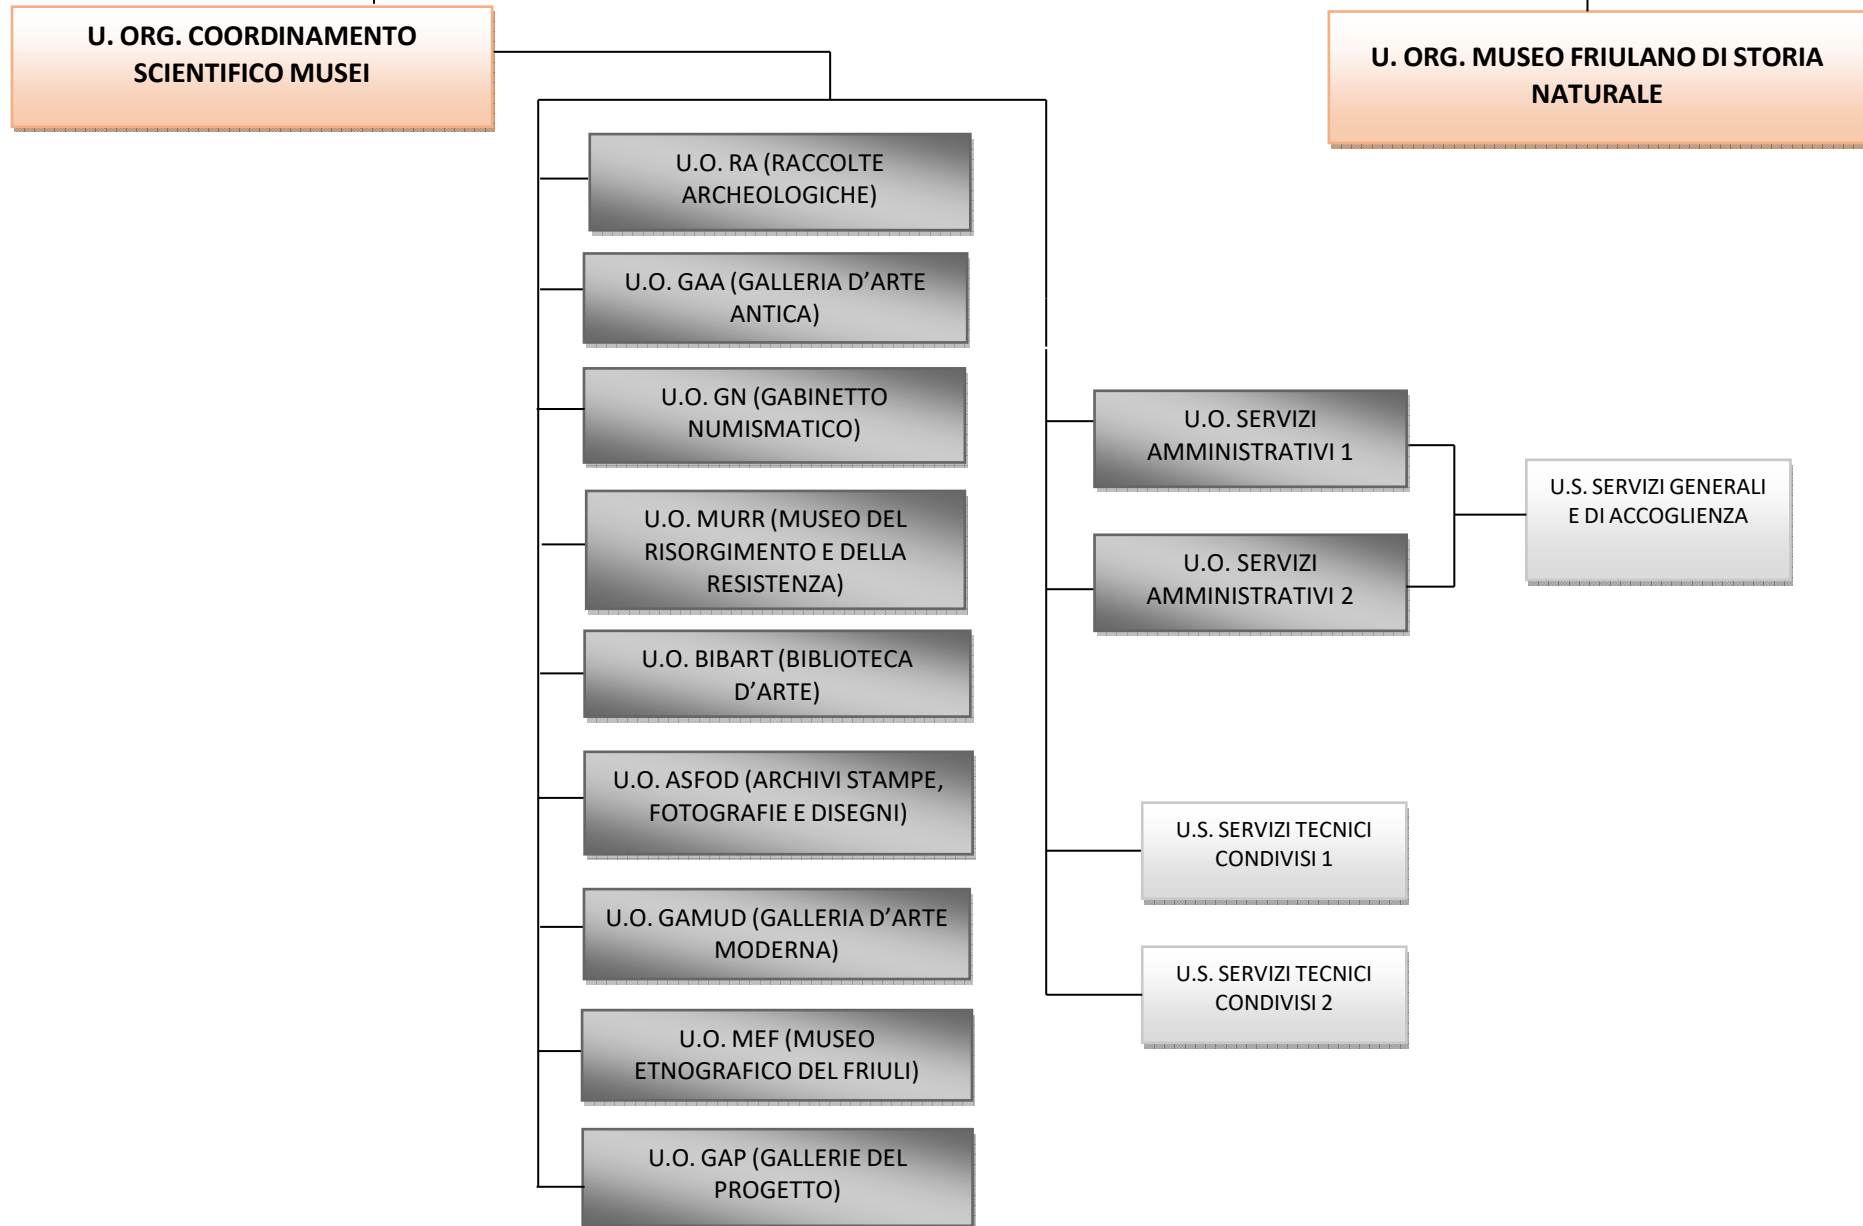 U. ORG. COORDINAMENTO
SCIENTIFICO MUSEI
U. ORG. MUSEO FRIULANO DI STORIA
NATURALE
U.O. RA (RACCOLTE
ARCHEOLOGICHE)
U.O. GAA (GALLERIA D’ARTE
ANTICA)
U.O. GN (GABINETTO
NUMISMATICO)
U.O. MURR (MUSEO DEL
RISORGIMENTO E DELLA
RESISTENZA)
U.O. BIBART (BIBLIOTECA
D’ARTE)
U.O. ASFOD (ARCHIVI STAMPE,
FOTOGRAFIE E DISEGNI)
U.O. GAMUD (GALLERIA D’ARTE
MODERNA)
U.O. MEF (MUSEO
ETNOGRAFICO DEL FRIULI)
U.O. GAP (GALLERIE DEL
PROGETTO)
U.O. SERVIZI
AMMINISTRATIVI 1
U.O. SERVIZI
AMMINISTRATIVI 2
U.S. SERVIZI GENERALI
E DI ACCOGLIENZA
U.S. SERVIZI TECNICI
CONDIVISI 1
U.S. SERVIZI TECNICI
CONDIVISI 2